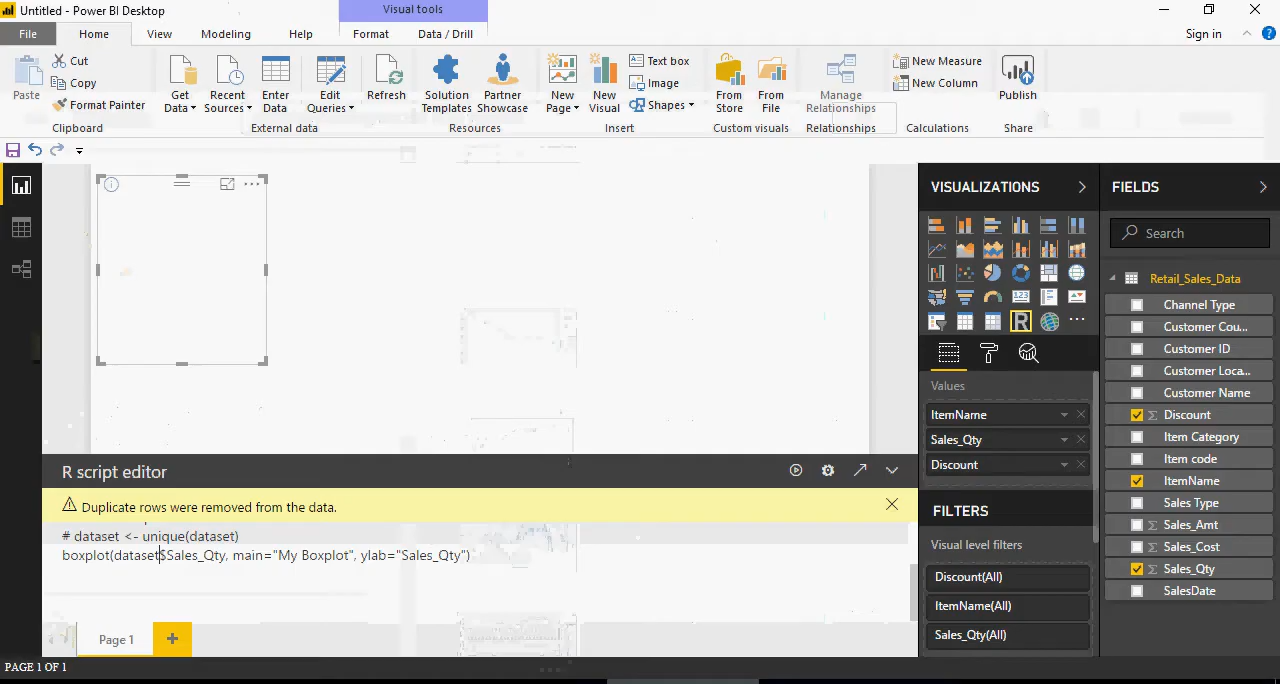 Untitled - Power BI Desktop
Visual tools
File
Home
View
Modeling
Help
Format
Data / Drill
Sign in
Paste
Cut
Copy
Format Painter
Clipboard
Get Data
Recent Sources
Enter Data
Edit Queries
External data
Refresh
Solution Templates
Partner Showcase
Resources
New Page
New Visual
Text box
Image
Shapes
Insert
From Store
From File
Custom visuals
Manage Relationships
Relationships
New Measure
New Column
Calculations
Publish
Share
VISUALIZATIONS
FIELDS
Search
Retail_Sales_Data
Channel Type
Customer Cou...
Customer ID
Customer Loca...
Customer Name
Discount
Item Category
Item code
ItemName
Sales Type
Sales_Amt
Sales_Cost
Sales_Qty
SalesDate
123
R
Values
ItemName
Sales_Qty
Discount
FILTERS
Visual level filters
Discount(All)
ItemName(All)
Sales_Qty(All)
R script editor
Duplicate rows were removed from the data.
# dataset <- unique(dataset)
boxplot(dataset$Sales_Qty, main="My Boxplot", ylab="Sales_Qty")
Page 1
PAGE 1 OF 1